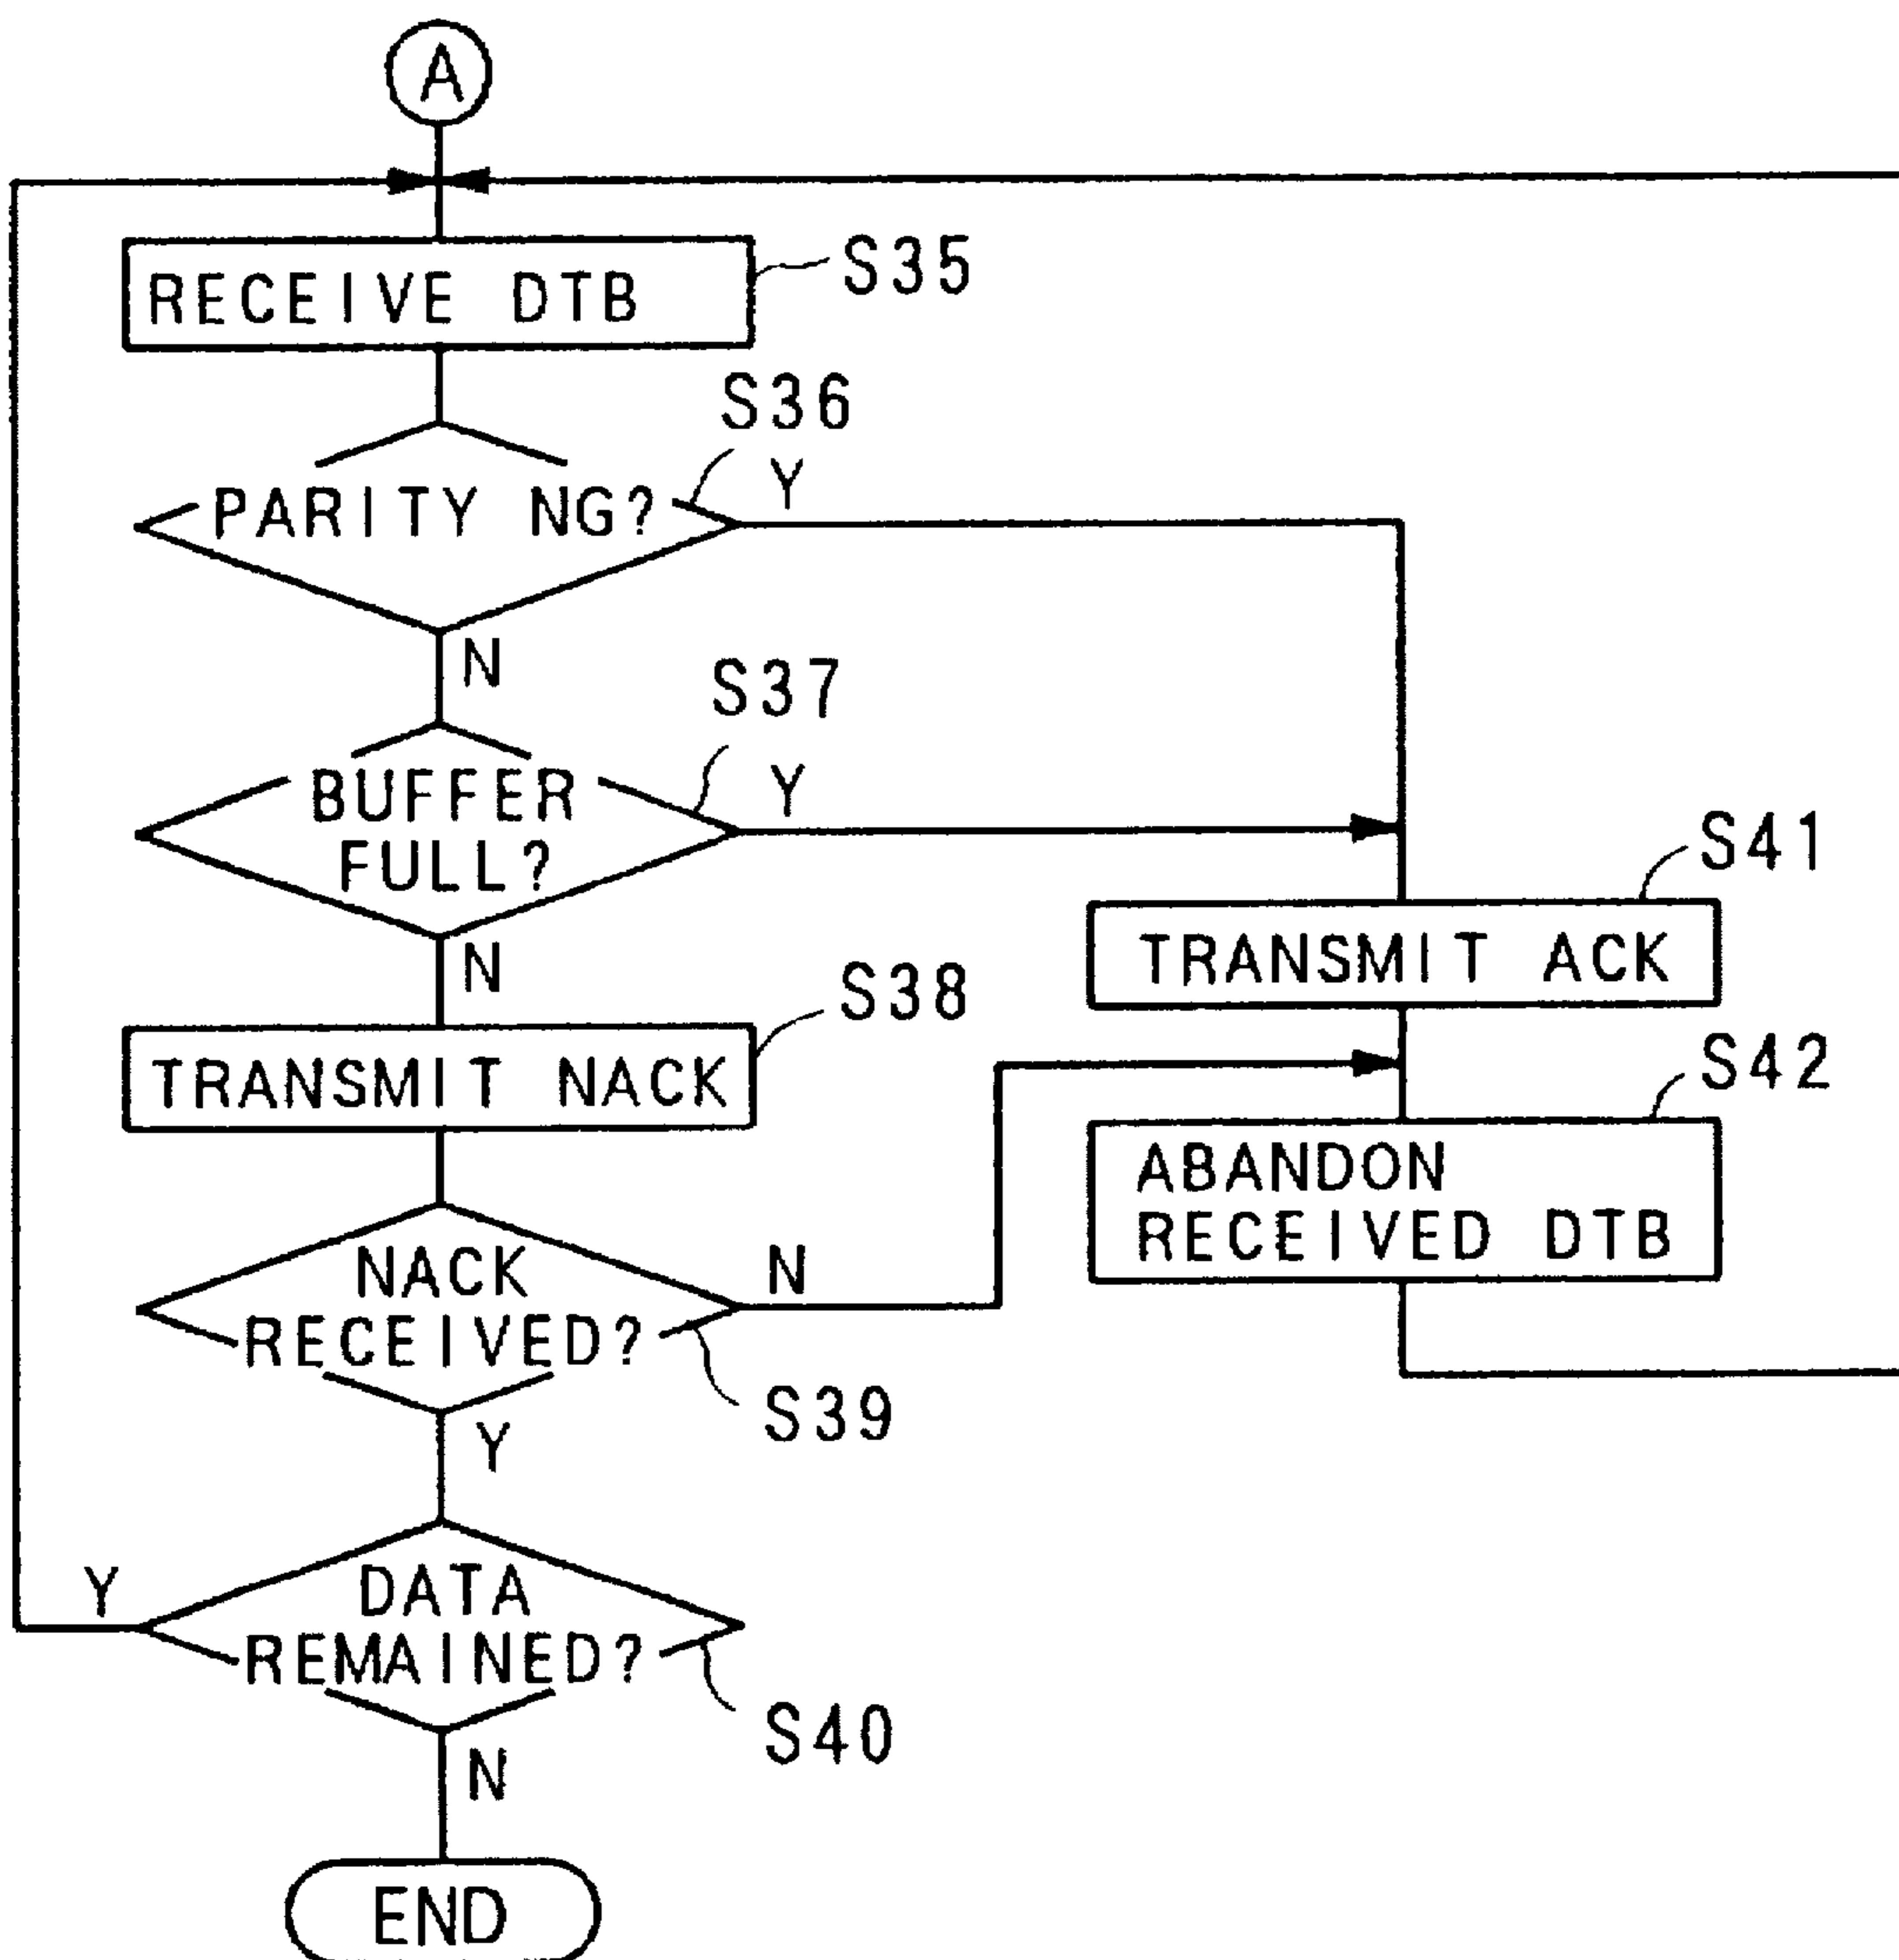 A
RECEIVE DTB
S35
S36
Y
PARITY NG?
N
S37
Y
BUFFER
FULL?
N
S38
TRANSMIT NACK
S41
TRANSMIT ACK
S42
ABANDON
RECEIVED DTB
NACK
RECEIVED?
N
S39
Y
Y
DATA
REMAINED?
S40
N
END